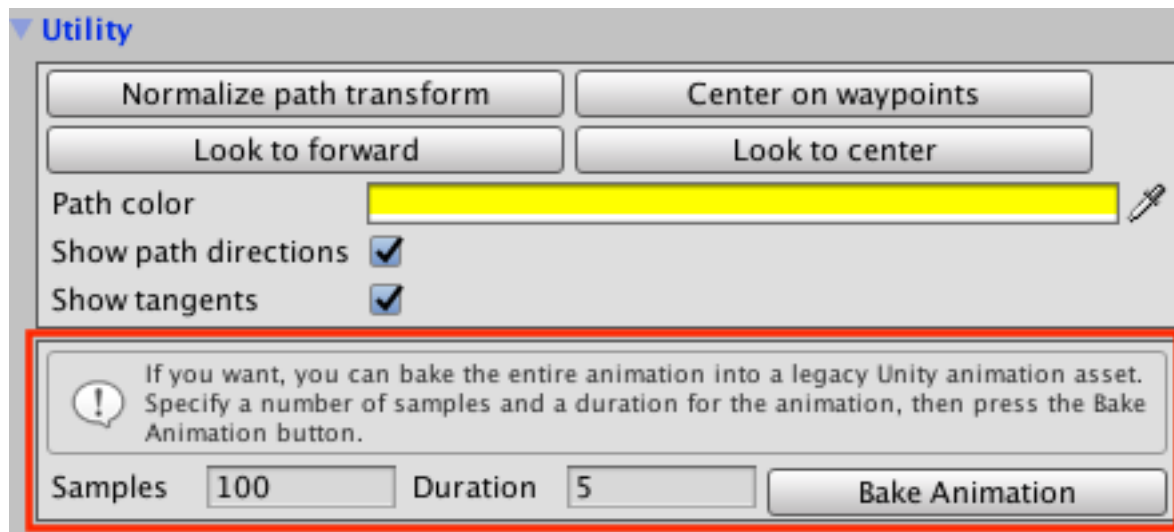 Utility
Normalize path transform Center on waypoints
Look to forward Look to center
Path color
Show path directions
Show tangents
If you want, you can bake the entire animation into a legacy Unity animation asset.
Specify a number of samples and a duration for the animation, then press the Bake
Animation button.
Samples 100 Duration 5 Bake Animation